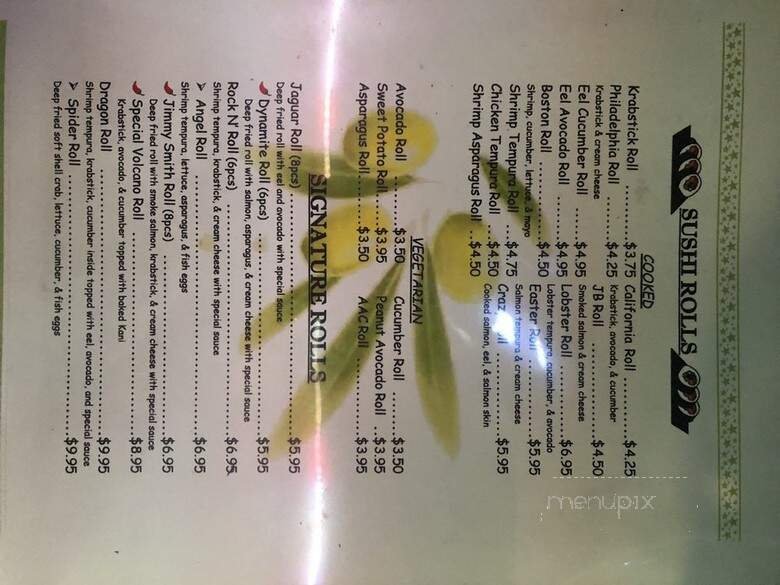 SUSHI ROLLS
COOKED
Krabstick Roll ........$3.75
Philadelphia Roll ........$4.25
Krabstick & cream cheese
Eel Cucumber Roll ......$4.95
Eel Avocado Roll ........$4.95
Boston Roll ...............$4.50
Shrimp, cucumber, lettuce, & mayo
Shrimp Tempura Roll ....$4.75
Chicken Tempura Roll ...$4.50
Shrimp Asparagus Roll ...$4.50
California Roll ..........$4.25
Krabstick, avocado, & cucumber
JB Roll ..................$4.50
Smoked salmon & cream cheese
Lobster Roll .............$6.95
Lobster tempura, cucumber, & avocado
Easter Roll ..............$5.95
Salmon tempura & cream cheese
Roll ..............$5.95
Cooked salmon, eel, & salmon skin
VEGETARIAN
Avocado Roll ..........$3.50
Sweet Potato Roll ...$3.95
Asparagus Roll........$3.50
Cucumber Roll ........$3.50
Peanut Avocado Roll ...$3.95
AAC Roll ..............$3.95
SIGNATURE ROLLS
Jaguar Roll (8pcs) ..............................$5.95
Deep fried roll with eel and avocado with special sauce
Dynamite Roll (6pcs) ..............................$5.95
Deep fried roll with salmon, asparagus, & cream cheese with special sauce
Rock N' Roll (6pcs) ..............................$6.95
Shrimp tempura, krabstick, & cream cheese with special sauce
➢ Angel Roll ..............................$6.95
Shrimp tempura, lettuce, asparagus, & fish eggs
Jimmy Smith Roll (8pcs) ..............................$6.95
Deep fried roll with smoke salmon, krabstick, & cream cheese with special sauce
Special Volcano Roll ..............................$8.95
Krabstick, avocado, & cucumber topped with baked Kani
Dragon Roll ..............................$9.95
Shrimp tempura, krabstick, cucumber inside topped with eel, avocado, and special sauce
➢ Spider Roll ..............................$9.95
Deep fried soft shell crab, lettuce, cucumber, & fish eggs
menupix